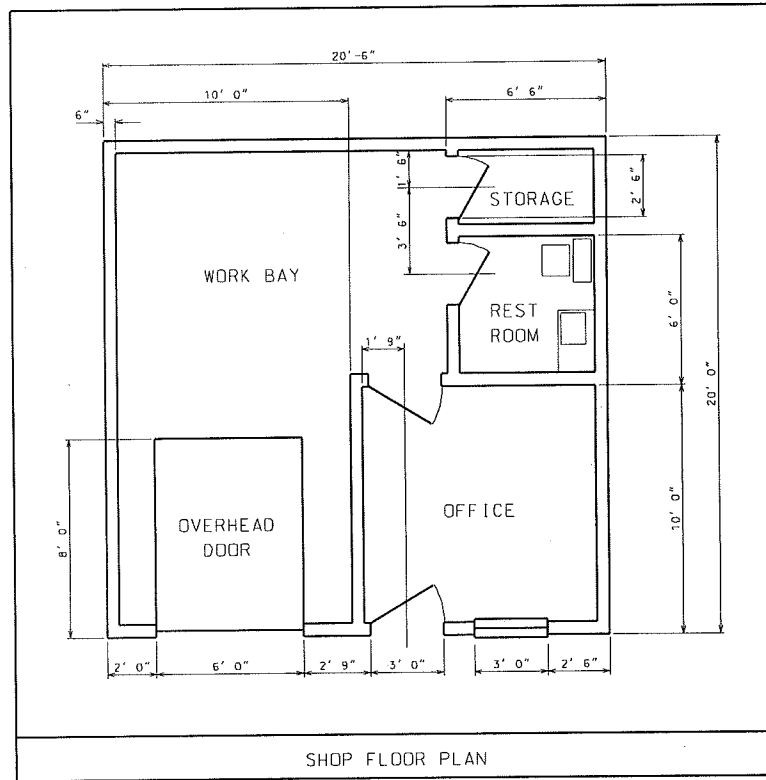 20'-6"
10' 0"
6' 6"
6"
1' 6"
2' 6"
STORAGE
3' 6"
WORK BAY
REST
ROOM
6' 0"
1' 9"
20' 0"
OFFICE
10' 0"
OVERHEAD
DOOR
8' 0"
2' 0"
6' 0"
2' 9"
3' 0"
3' 0"
2' 6"
SHOP FLOOR PLAN